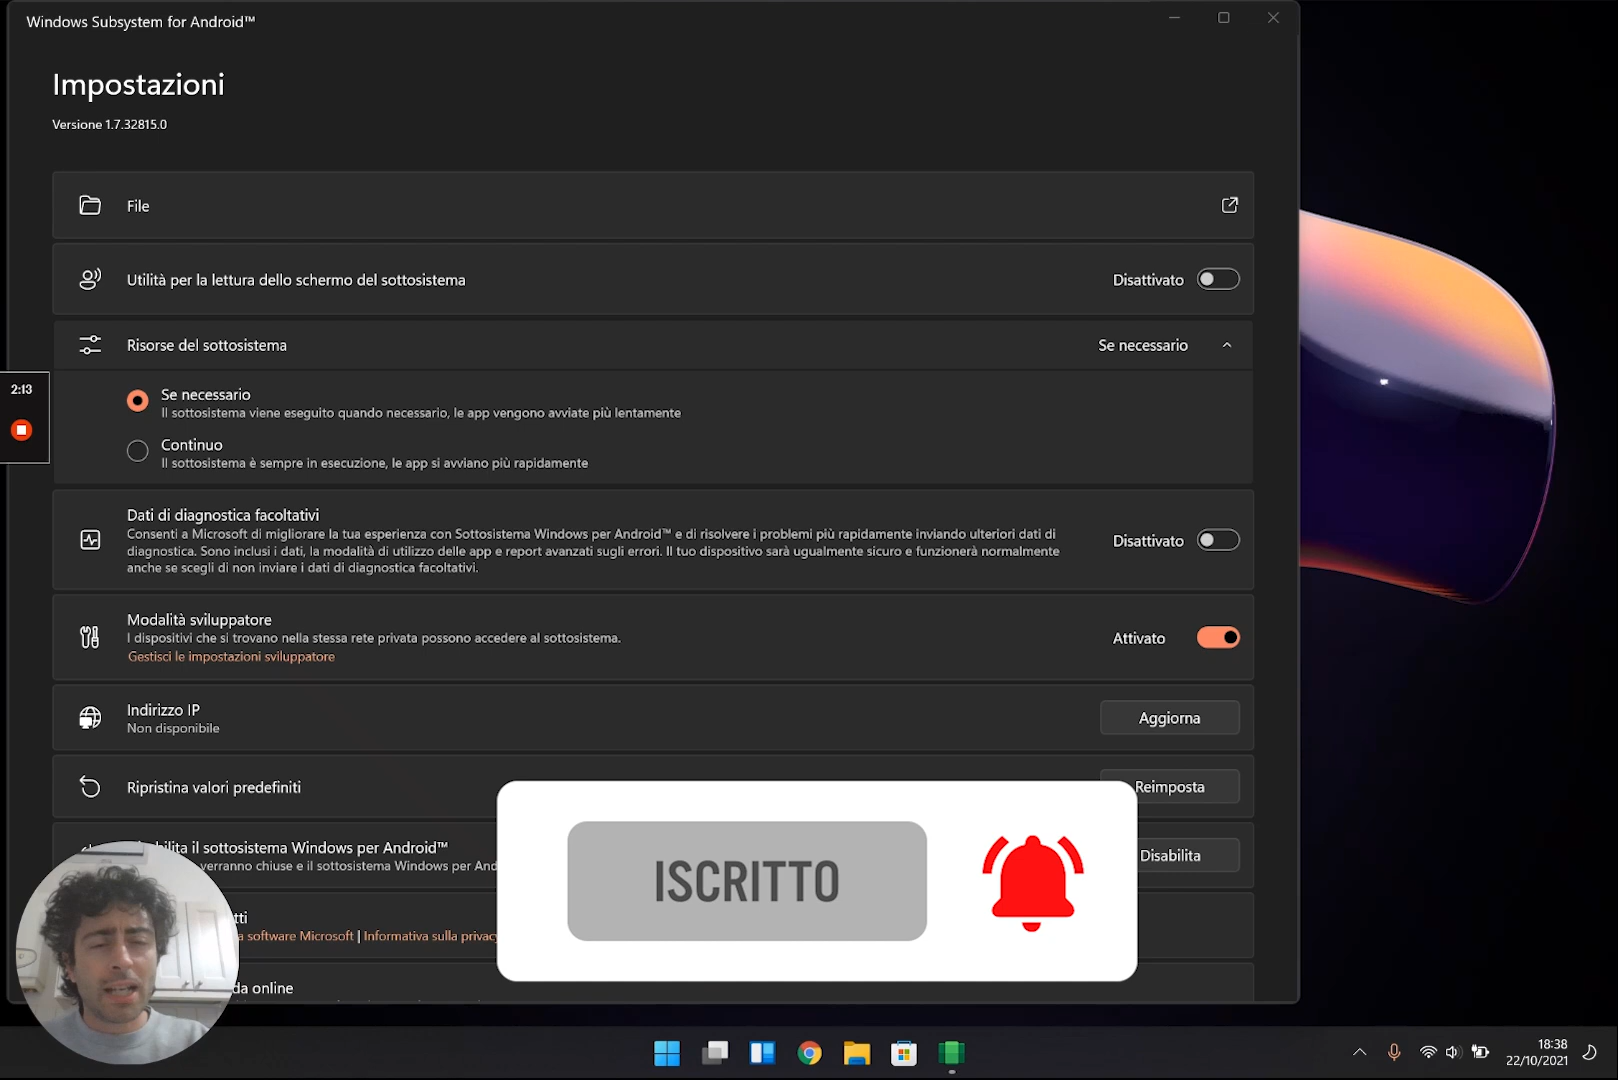 Windows Subsystem for Android™
Impostazioni
Versione 1.7.32815.0
File
Utilità per la lettura dello schermo del sottosistema
Disattivato
Risorse del sottosistema
Se necessario
2:13
Se necessario
Il sottosistema viene eseguito quando necessario, le app vengono avviate più lentamente
Continuo
Il sottosistema è sempre in esecuzione, le app si avviano più rapidamente
Dati di diagnostica facoltativi
Consenti a Microsoft di migliorare la tua esperienza con Sottosistema Windows per Android™ e di risolvere i problemi più rapidamente inviando ulteriori dati di
diagnostica. Sono inclusi i dati, la modalità di utilizzo delle app e report avanzati sugli errori. Il tuo dispositivo sarà ugualmente sicuro e funzionerà normalmente
anche se scegli di non inviare i dati di diagnostica facoltativi.
Disattivato
Modalità sviluppatore
I dispositivi che si trovano nella stessa rete privata possono accedere al sottosistema.
Gestisci le impostazioni sviluppatore
Attivato
Indirizzo IP
Non disponibile
Aggiorna
Ripristina valori predefiniti
Reimposta
il sottosistema Windows per Android™
verranno chiuse e il sottosistema Windows per
Disabilita
ISCRITTO
software Microsoft | Informativa sulla
online
18:38
22/10/2021